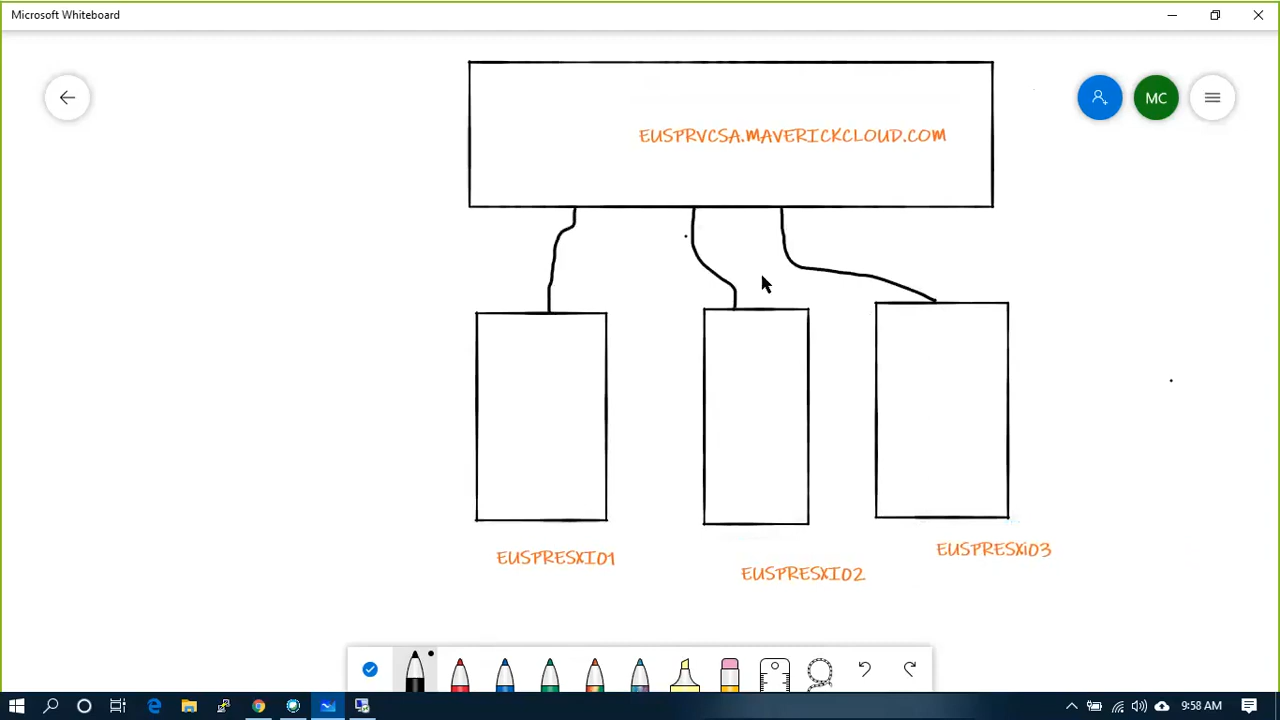 Microsoft Whiteboard
MC
EUSPRVCSA.MAVERICKCLOUD.COM
EUSPRESXI01
EUSPRESXI02
EUSPRESXi03
9:58 AM